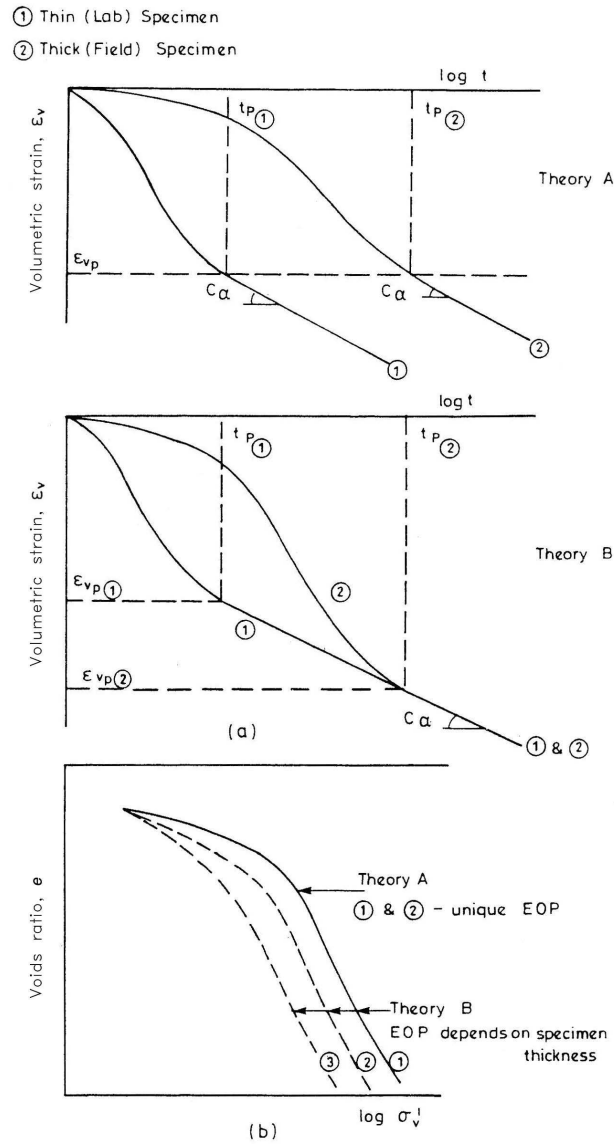 ① Thin (Lab) Specimen
② Thick (Field) Specimen
log t
tP①
tP②
Theory A
Volumetric strain, εv
εvp
Cα
①
②
log t
tP①
tP②
Theory B
Volumetric strain, εv
εvp①
①
②
εvp②
Cα
(a)
① & ②
Voids ratio, e
Theory A
① & ② - unique EOP
Theory B
EOP depends on specimen
thickness
③ ② ①
log σv'
(b)